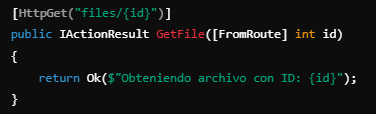 [HttpGet("files/{id}")]
public IActionResult GetFile([FromRoute] int id)
{
    return Ok($"Obteniendo archivo con ID: {id}");
}